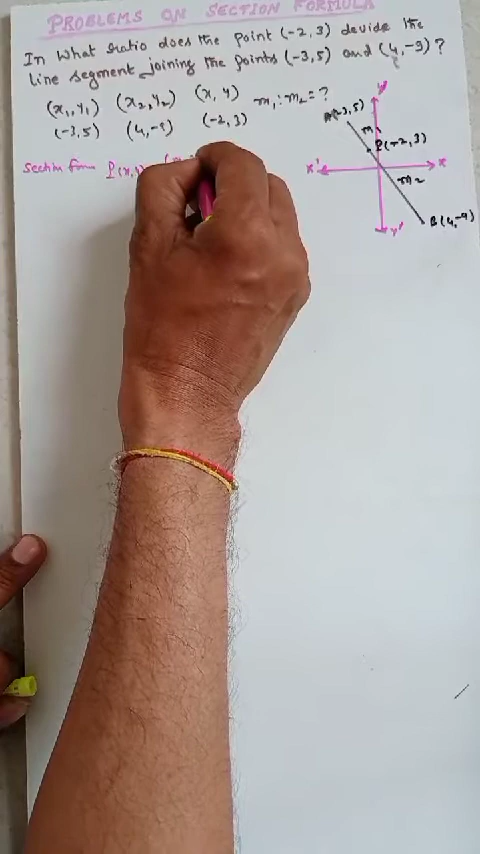 PROBLEMS ON SECTION FORMULA
In what ratio does the point (-2, 3) devide the
line segment joining the points (-3, 5) and (4, -9) ?
(x₁, y₁) (x₂, y₂) (x, y) m₁ : m₂ = ?
(-3, 5) (4, -9) (-2, 3)
Y
A(-3, 5)
m₁
P(-2, 3)
X' X
m₂
B(4, -9)
Y'
Section form P(x, y)